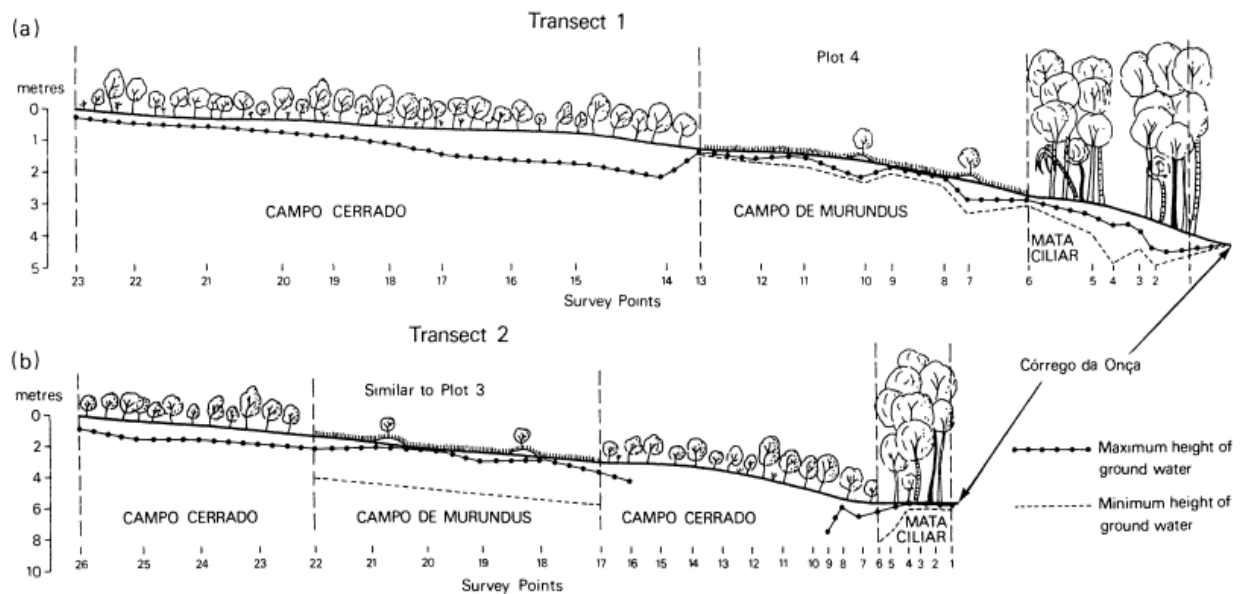 Transect 1
(a)
Plot 4
metres
0
1
2
3
4
5
CAMPO CERRADO
CAMPO DE MURUNDUS
MATA
CILIAR
23 22 21 20 19 18 17 16 15 14 13 12 11 10 9 8 7 6 5 4 3 2 1
Survey Points
Transect 2
(b)
Córrego da Onça
Similar to Plot 3
metres
0
2
4
6
8
10
Maximum height of
ground water
Minimum height of
ground water
CAMPO CERRADO
CAMPO DE MURUNDUS
CAMPO CERRADO
MATA
CILIAR
26 25 24 23 22 21 20 19 18 17 16 15 14 13 12 11 10 9 8 7 6 5 4 3 2 1
Survey Points